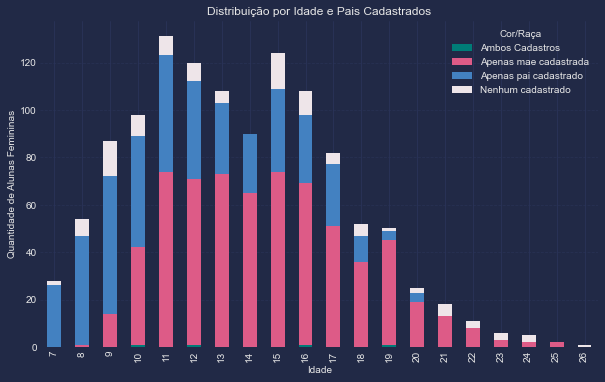 Distribuição por Idade e Pais Cadastrados
Cor/Raça
Ambos Cadastros
Apenas mae cadastrada
Apenas pai cadastrado
Nenhum cadastrado
Quantidade de Alunas Femininas
120
100
80
60
40
20
0
7 8 9 10 11 12 13 14 15 16 17 18 19 20 21 22 23 24 25 26
Idade